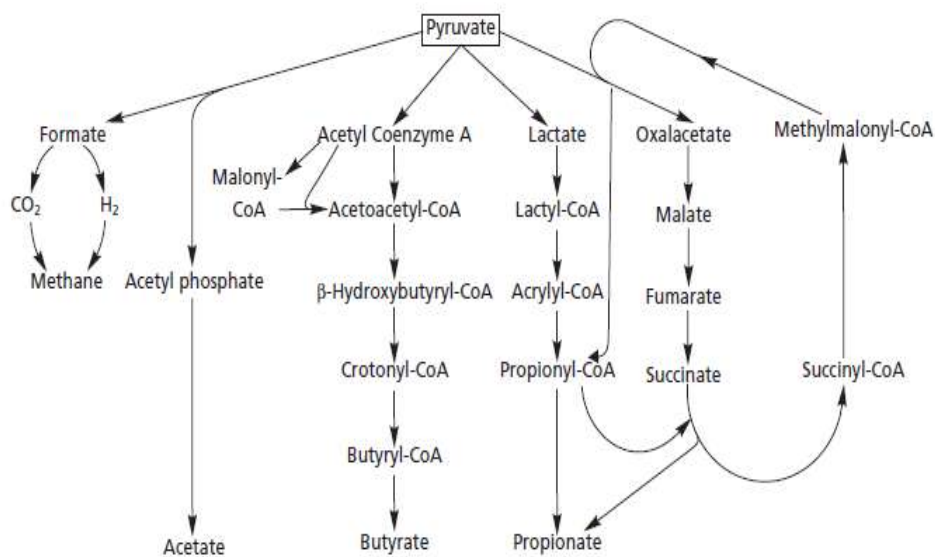 Pyruvate
Formate
Acetyl Coenzyme A
Lactate
Oxalacetate
Methylmalonyl-CoA
Malonyl-
CoA
CO₂
H₂
Acetoacetyl-CoA
Lactyl-CoA
Malate
Methane
Acetyl phosphate
β-Hydroxybutyryl-CoA
Acrylyl-CoA
Fumarate
Crotonyl-CoA
Propionyl-CoA
Succinate
Succinyl-CoA
Butyryl-CoA
Acetate
Butyrate
Propionate